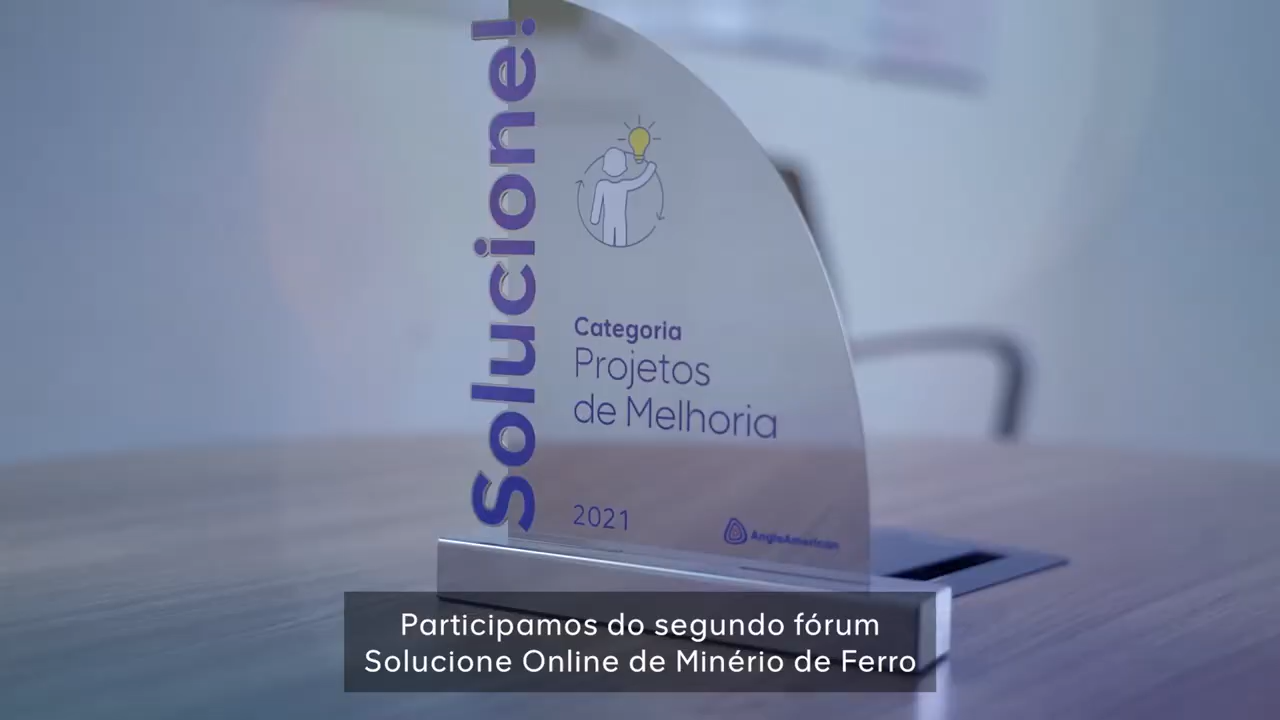 Solucione!
Categoria
Projetos
de Melhoria
2021
AngloAmerican
Participamos do segundo fórum
Solucione Online de Minério de Ferro